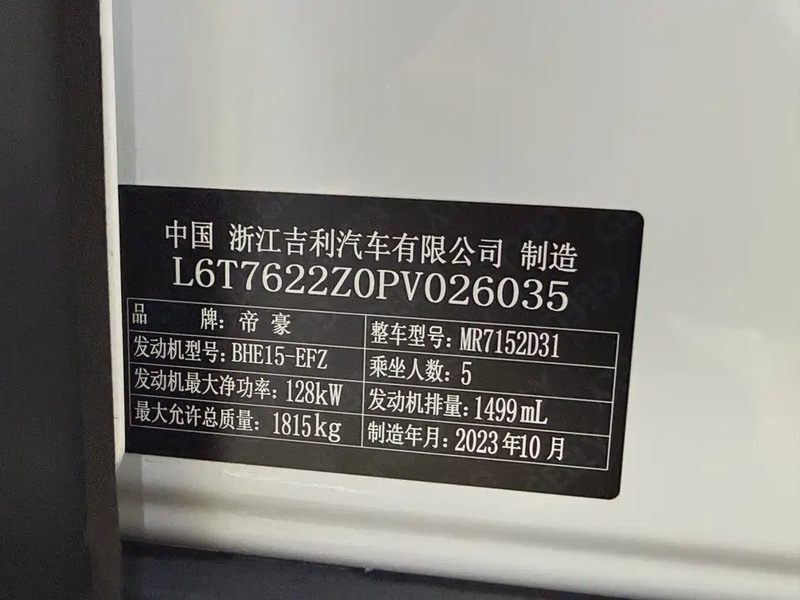 中国 浙江吉利汽车有限公司 制造
L6T7622Z0PV026035
品 牌: 帝豪 整车型号: MR7152D31
发动机型号: BHE15-EFZ 乘坐人数: 5
发动机最大净功率: 128kW 发动机排量: 1499mL
最大允许总质量: 1815kg 制造年月: 2023年10月